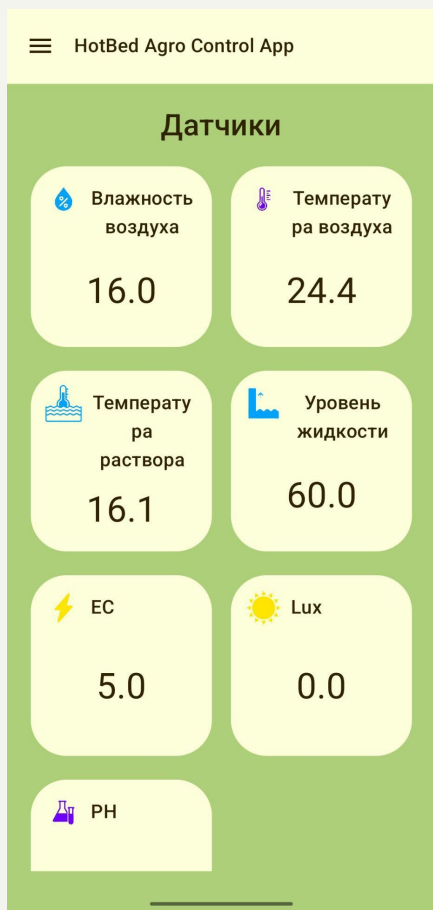 HotBed Agro Control App
Датчики
Влажность
воздуха
%
16.0
Температу
ра воздуха
24.4
Температу
ра
раствора
16.1
Уровень
жидкости
60.0
EC
5.0
Lux
0.0
PH